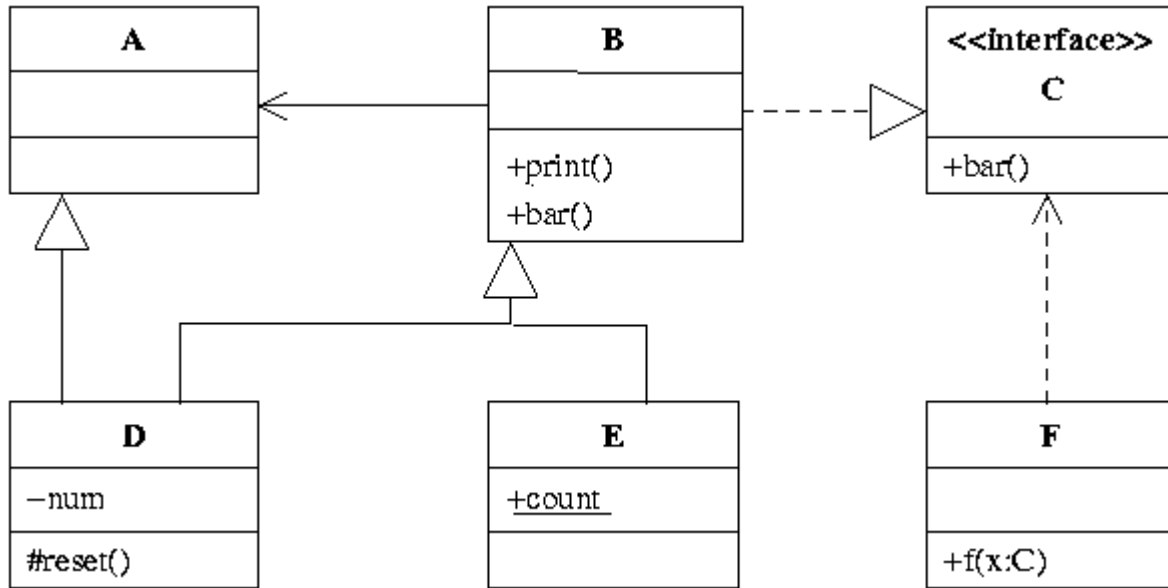 A
B
<<interface>>
C
+print()
+bar()
+bar()
D
E
F
−num
+count
#reset()
+f(x:C)